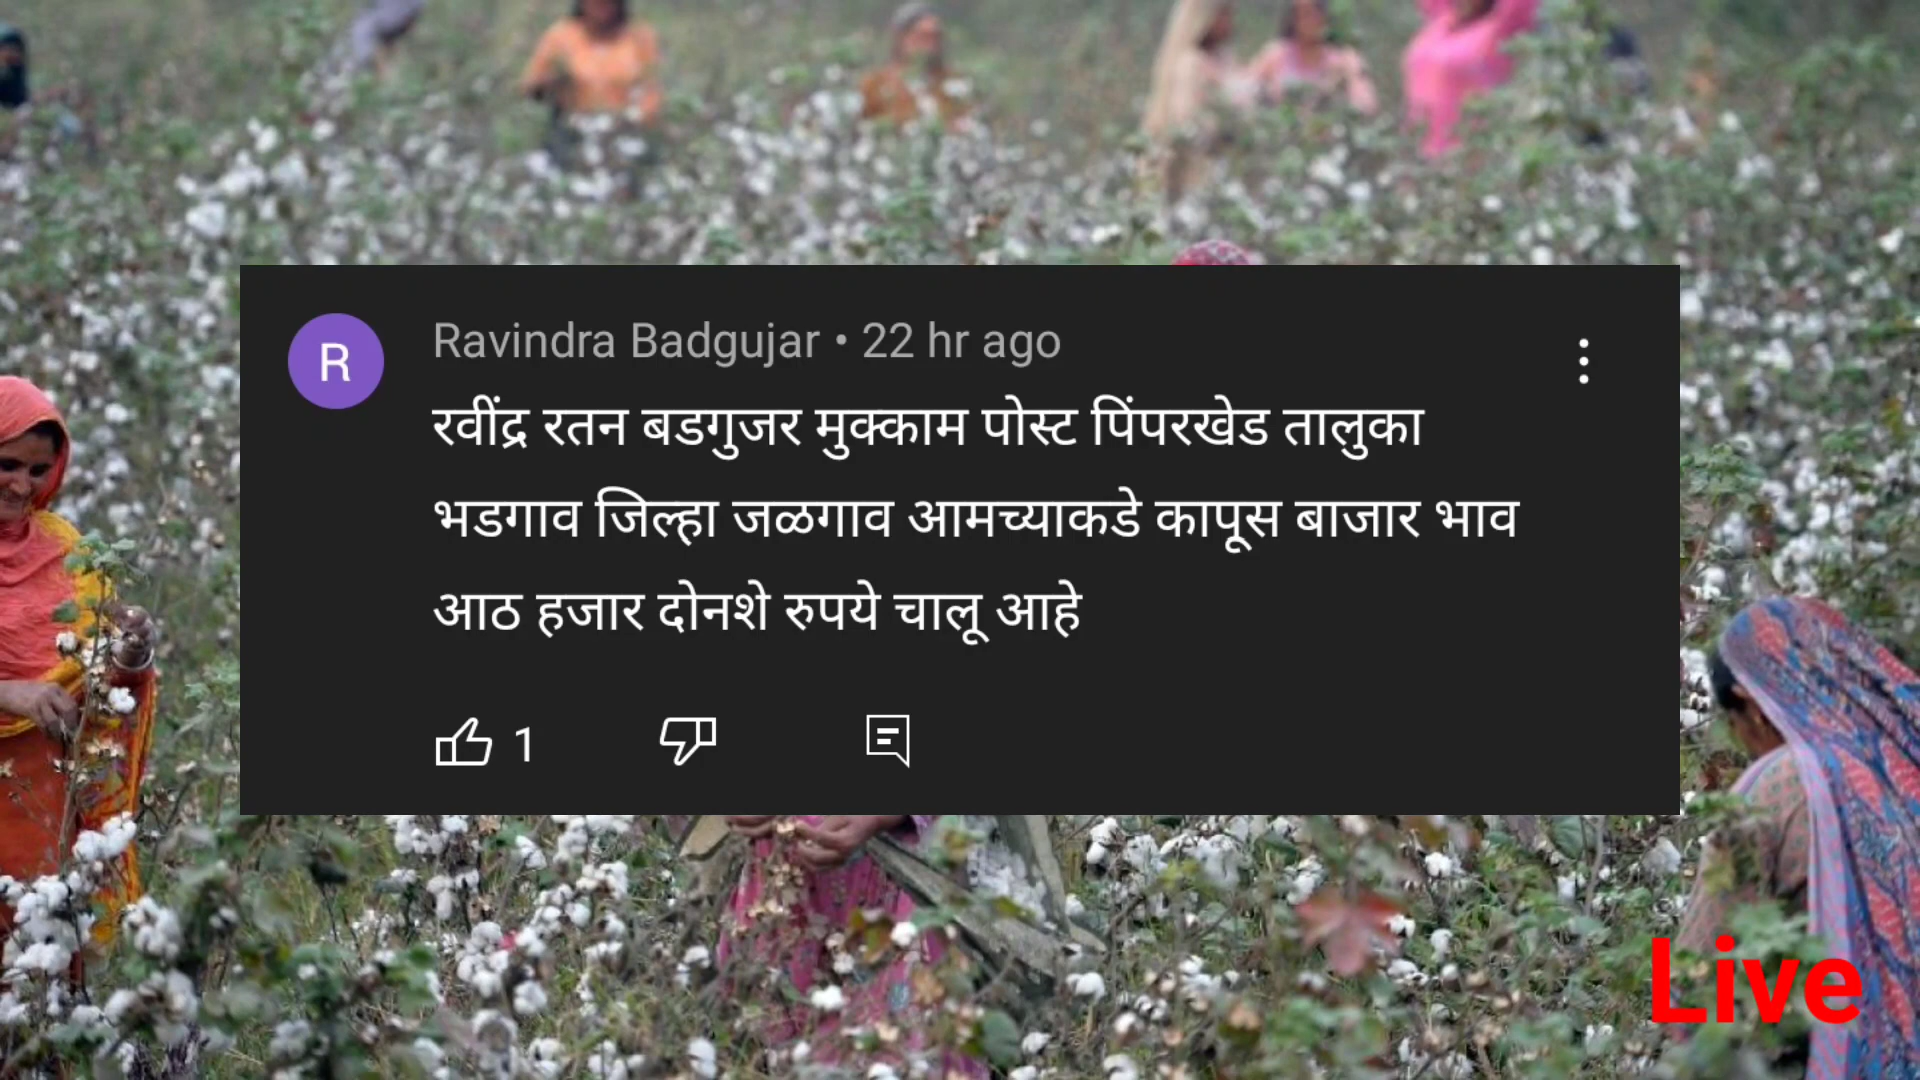 R
Ravindra Badgujar • 22 hr ago
रवींद्र रतन बडगुजर मुक्काम पोस्ट पिंपरखेड तालुका
भडगाव जिल्हा जळगाव आमच्याकडे कापूस बाजार भाव
आठ हजार दोनशे रुपये चालू आहे
1
Live